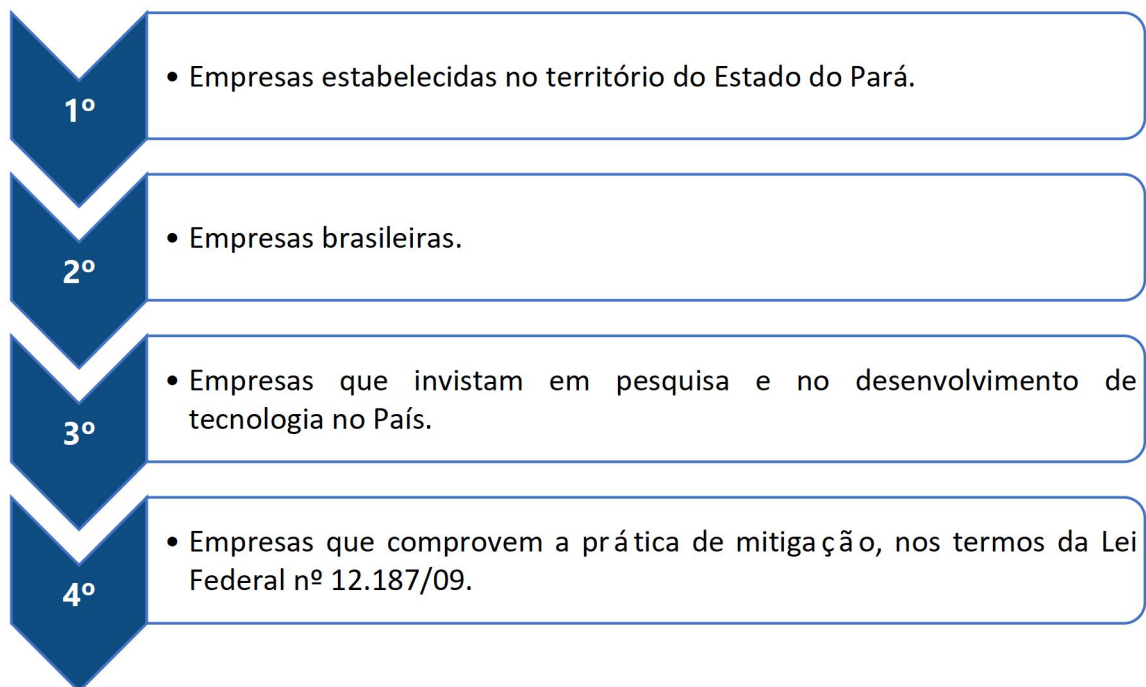 1º
• Empresas estabelecidas no território do Estado do Pará.
2º
• Empresas brasileiras.
3º
• Empresas que invistam em pesquisa e no desenvolvimento de
tecnologia no País.
4º
• Empresas que comprovem a prática de mitigação, nos termos da Lei
Federal nº 12.187/09.